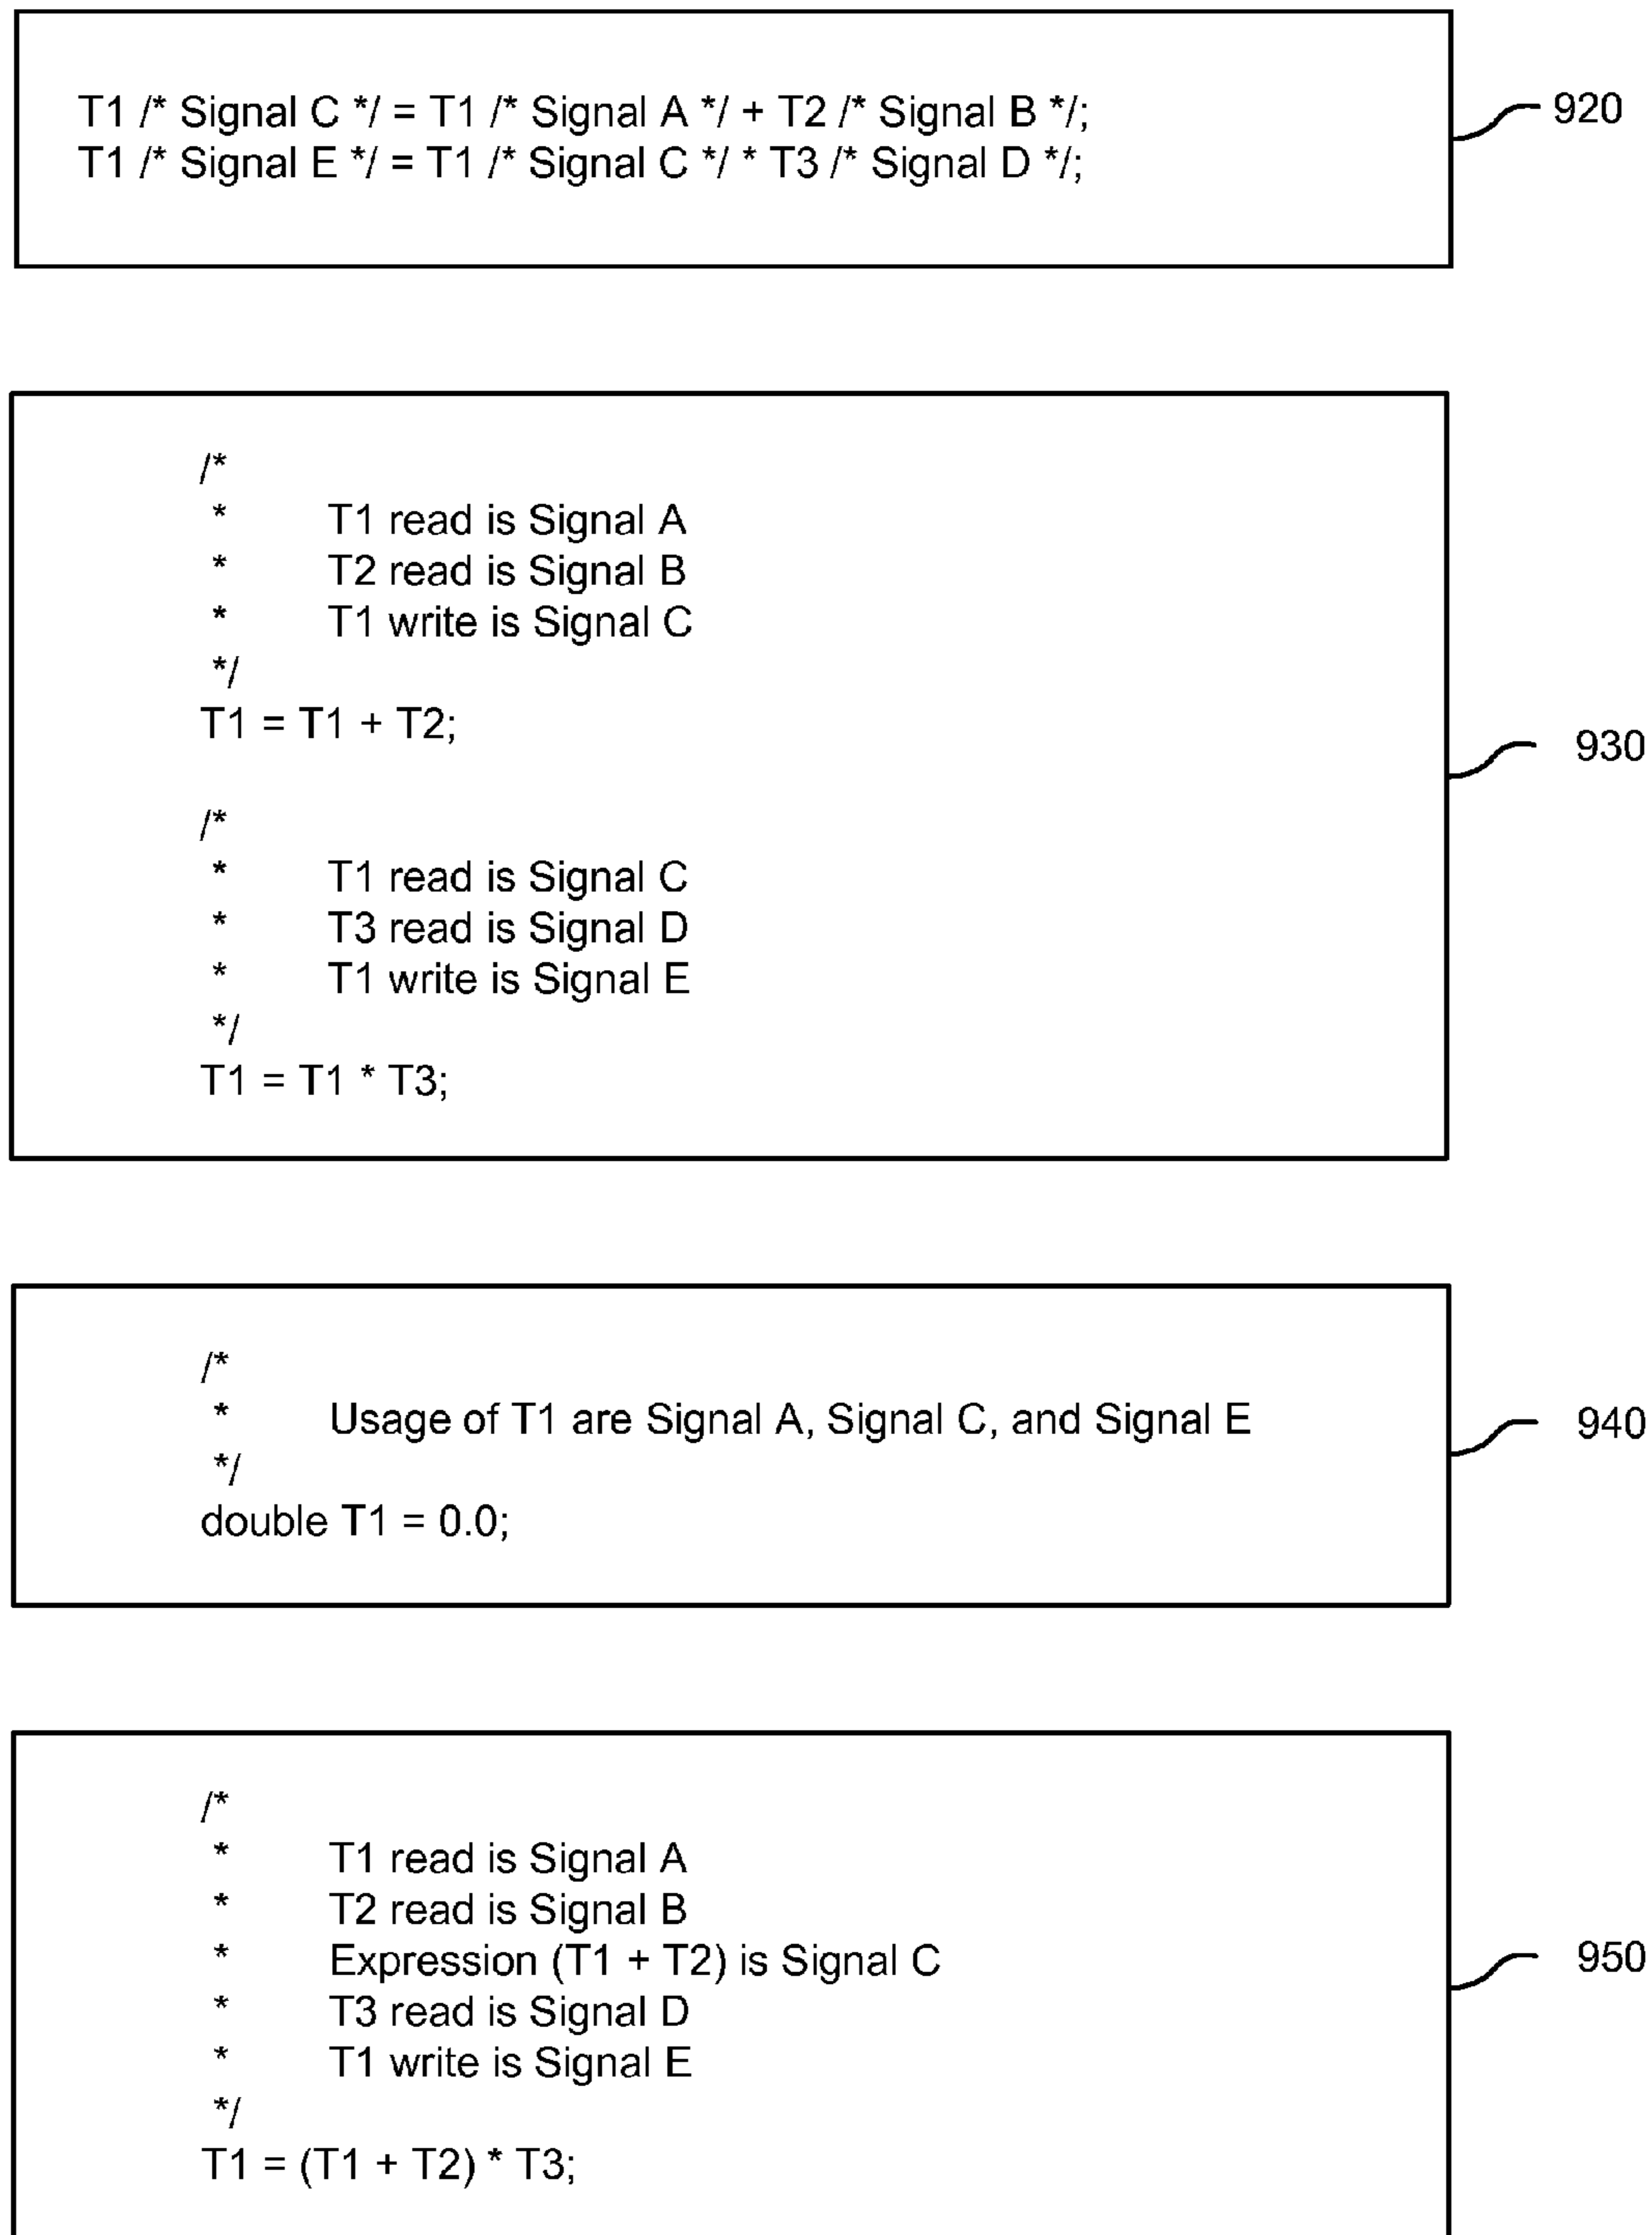 T1 /* Signal C */ = T1 /* Signal A */ + T2 /* Signal B */;
T1 /* Signal E */ = T1 /* Signal C */ * T3 /* Signal D */;
920
/*
* T1 read is Signal A
* T2 read is Signal B
* T1 write is Signal C
*/
T1 = T1 + T2;
930
/*
* T1 read is Signal C
* T3 read is Signal D
* T1 write is Signal E
*/
T1 = T1 * T3;
/*
* Usage of T1 are Signal A, Signal C, and Signal E
*/
double T1 = 0.0;
940
/*
* T1 read is Signal A
* T2 read is Signal B
* Expression (T1 + T2) is Signal C
* T3 read is Signal D
* T1 write is Signal E
*/
T1 = (T1 + T2) * T3;
950